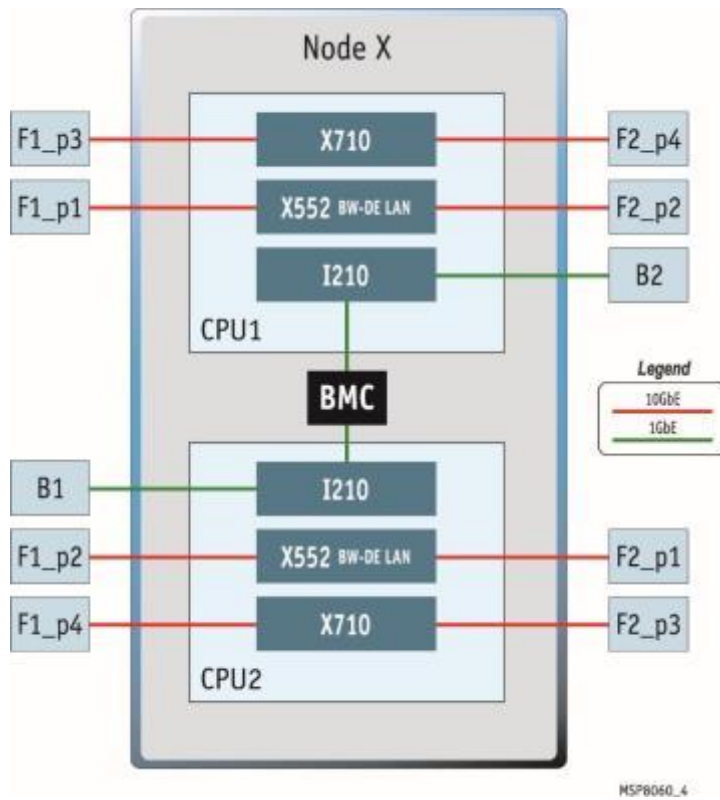 Node X
F1_p3
X710
F2_p4
F1_p1
X552 BW-DE LAN
F2_p2
I210
B2
CPU1
Legend
10GbE
1GbE
BMC
B1
I210
F1_p2
X552 BW-DE LAN
F2_p1
F1_p4
X710
F2_p3
CPU2
MSP8060_4